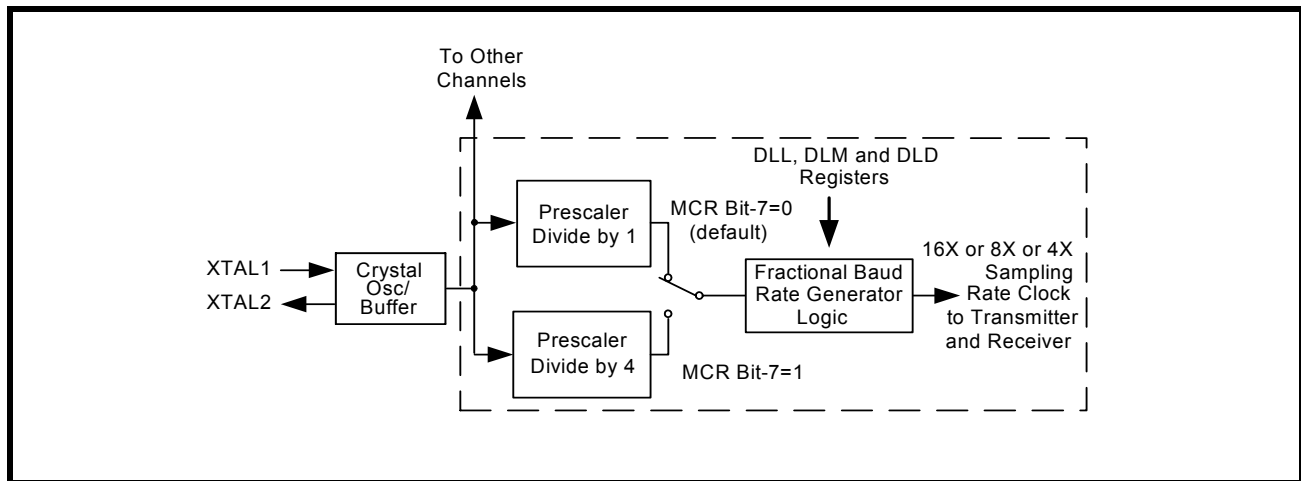 To Other
Channels
DLL, DLM and DLD
Registers
Prescaler
Divide by 1
MCR Bit-7=0
(default)
XTAL1
XTAL2
Crystal
Osc/
Buffer
Fractional Baud
Rate Generator
Logic
16X or 8X or 4X
Sampling
Rate Clock
to Transmitter
and Receiver
Prescaler
Divide by 4
MCR Bit-7=1